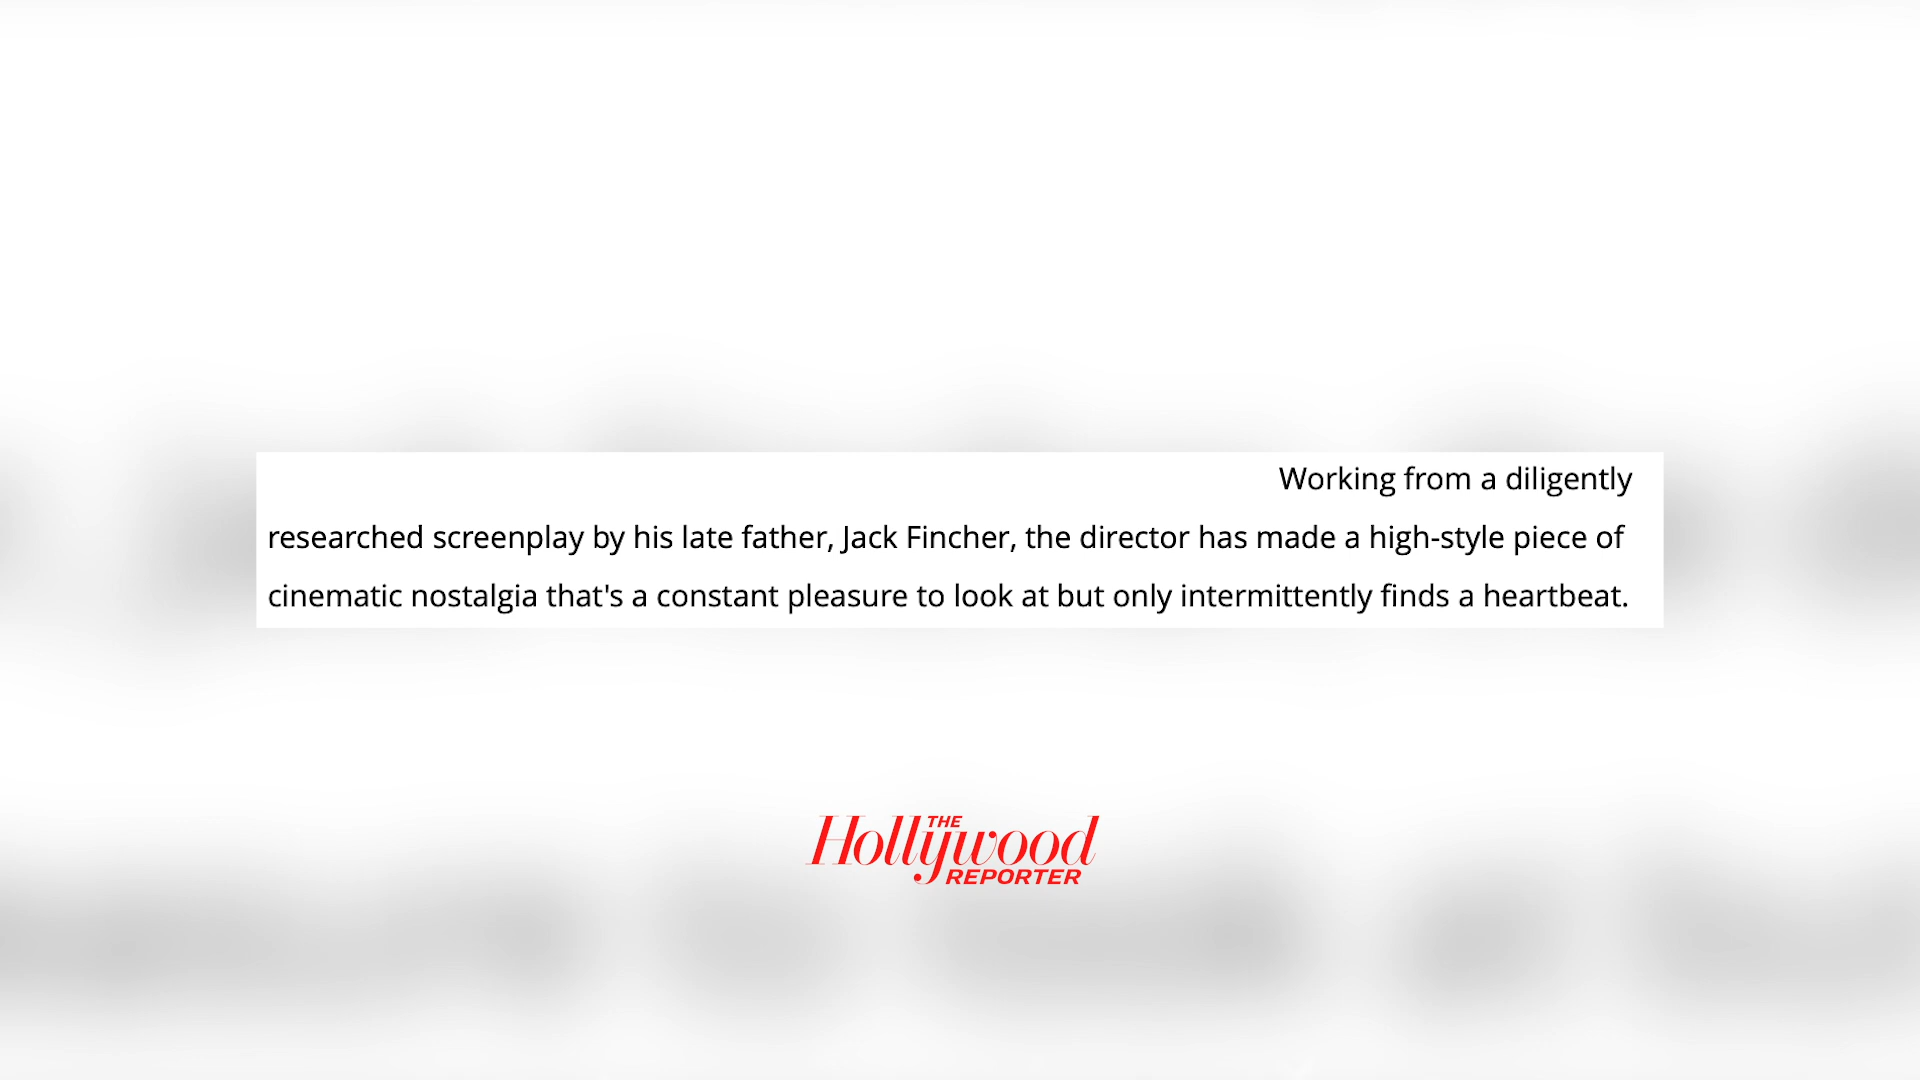 Working from a diligently
researched screenplay by his late father, Jack Fincher, the director has made a high-style piece of
cinematic nostalgia that's a constant pleasure to look at but only intermittently finds a heartbeat.
THE
Hollywood
REPORTER